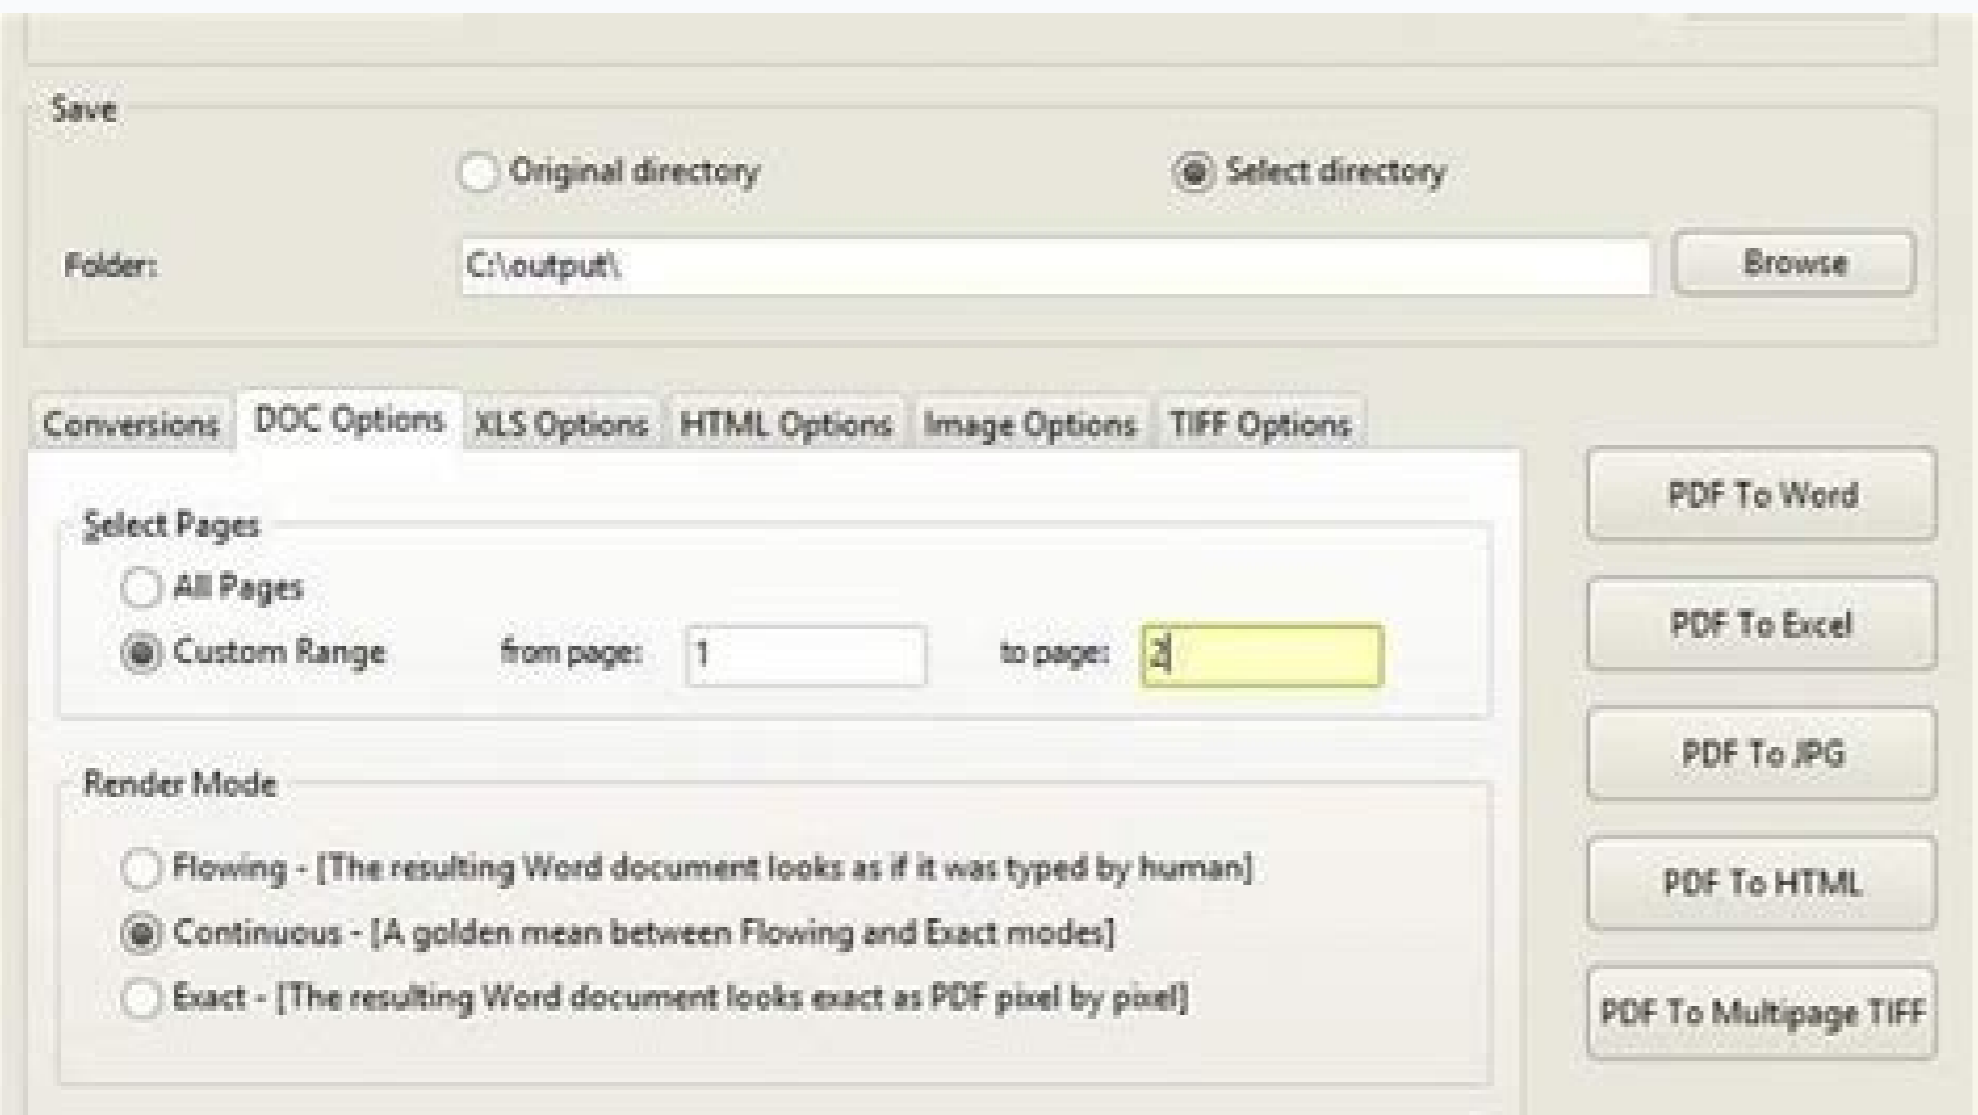 Save
Original directory
Select directory
Folder:
C:\output\
Browse
Conversions
DOC Options
XLS Options
HTML Options
Image Options
TIFF Options
Select Pages
All Pages
Custom Range
from page:
1
to page:
2
Render Mode
Flowing - [The resulting Word document looks as if it was typed by human]
Continuous - [A golden mean between Flowing and Exact modes]
Exact - [The resulting Word document looks exact as PDF pixel by pixel]
PDF To Word
PDF To Excel
PDF To JPG
PDF To HTML
PDF To Multipage TIFF